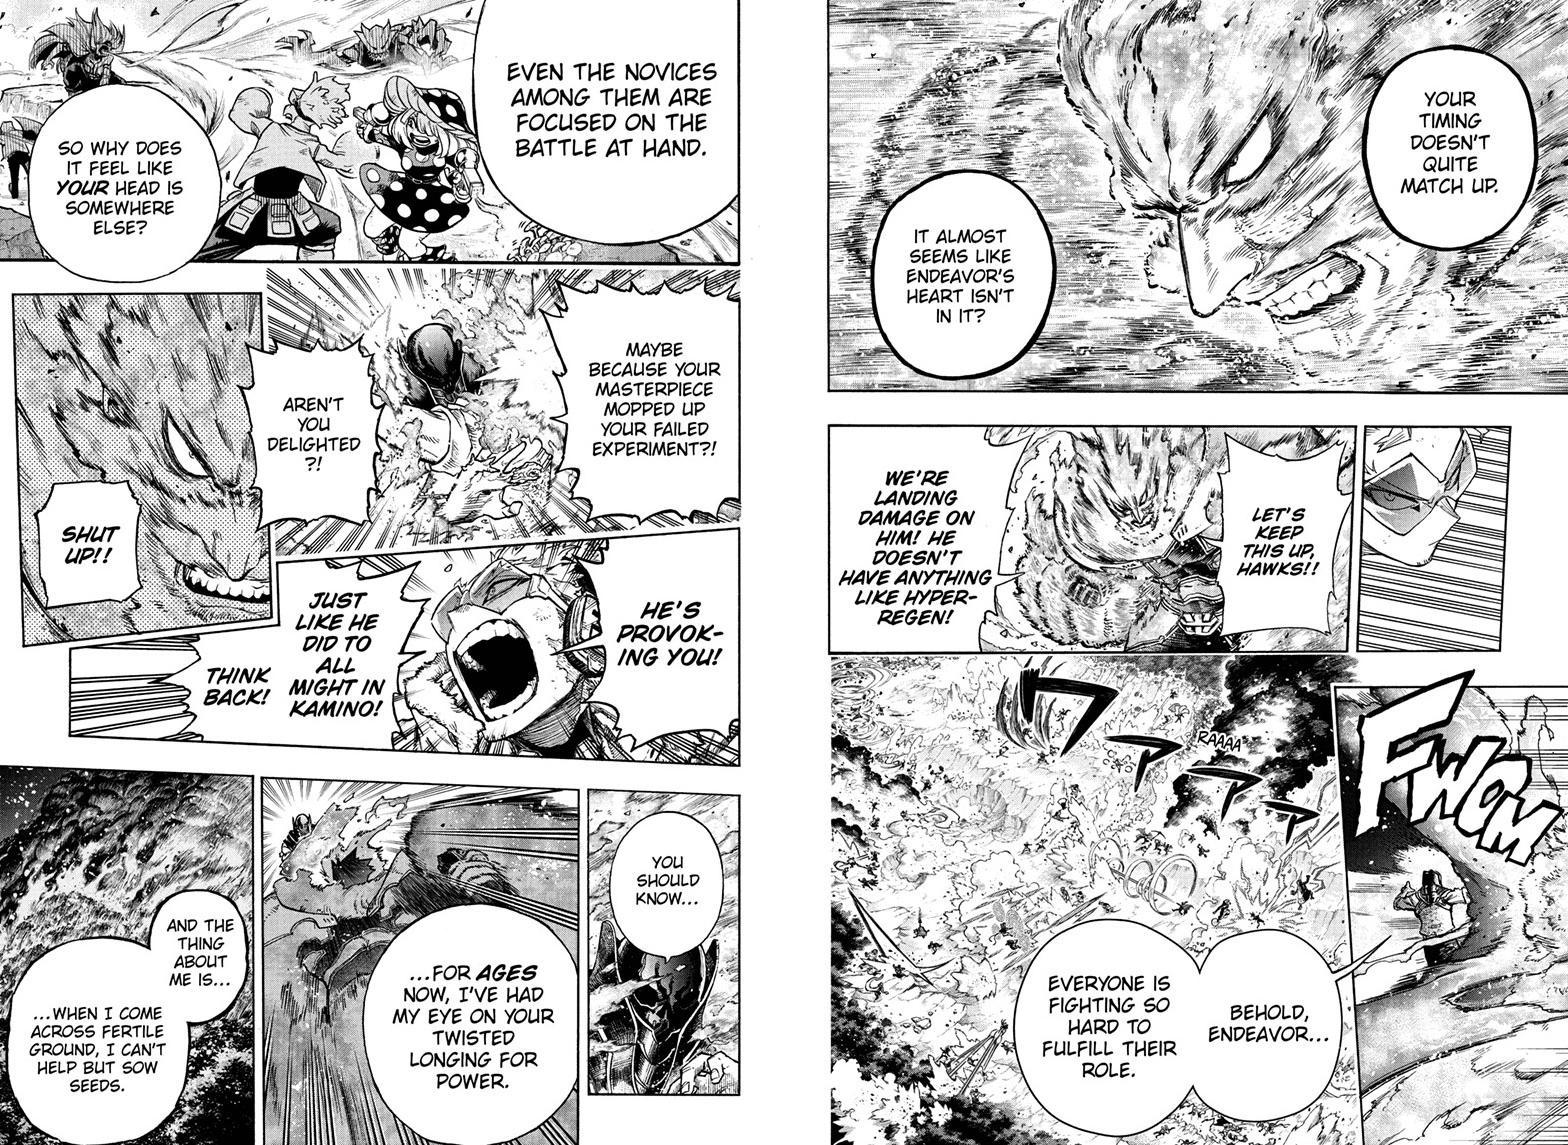 YOUR
TIMING
DOESN'T
QUITE
MATCH UP.
IT ALMOST
SEEMS LIKE
ENDEAVOR'S
HEART ISN'T
IN IT?
LET'S
KEEP
THIS UP,
HAWKS!!
WE'RE
LANDING
DAMAGE ON
HIM! HE
DOESN'T
HAVE ANYTHING
LIKE HYPER-
REGEN!
FWOM
RAAAA
ワァァァ
BEHOLD,
ENDEAVOR...
EVERYONE IS
FIGHTING SO
HARD TO
FULFILL THEIR
ROLE.
EVEN THE NOVICES
AMONG THEM ARE
FOCUSED ON THE
BATTLE AT HAND.
SO WHY DOES
IT FEEL LIKE
YOUR HEAD IS
SOMEWHERE
ELSE?
MAYBE
BECAUSE YOUR
MASTERPIECE
MOPPED UP
YOUR FAILED
EXPERIMENT?!
AREN'T
YOU
DELIGHTED
?!
SHUT
UP!!
HE'S
PROVOK-
ING YOU!
JUST
LIKE HE
DID TO
ALL
MIGHT IN
KAMINO!
THINK
BACK!
YOU
SHOULD
KNOW...
...FOR AGES
NOW, I'VE HAD
MY EYE ON YOUR
TWISTED
LONGING FOR
POWER.
AND THE
THING
ABOUT
ME IS...
...WHEN I COME
ACROSS FERTILE
GROUND, I CAN'T
HELP BUT SOW
SEEDS.